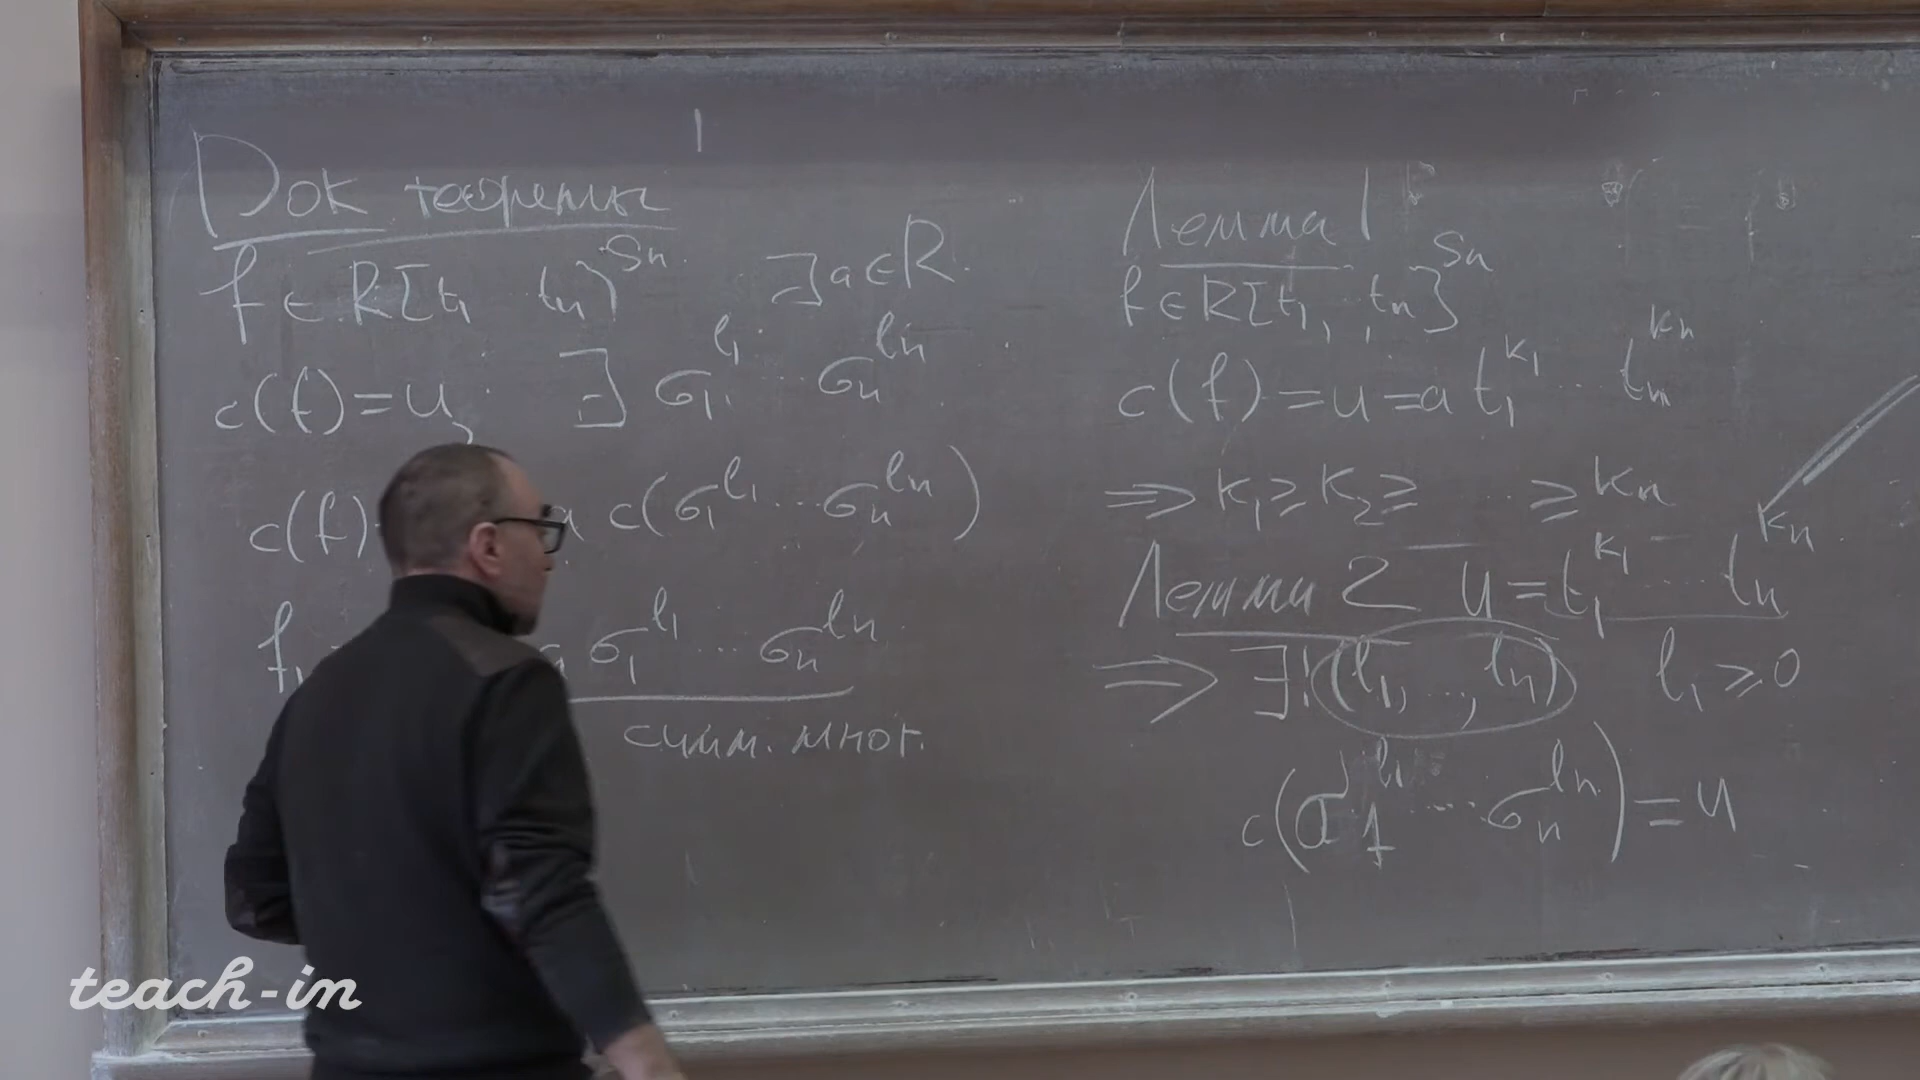 Док теоремы
f ∈ R[t₁ tₙ]^{Sₙ} ∃ a ∈ R.
c(f) = u, ∃ σ₁^{l₁} ... σₙ^{lₙ}
c(f) a c(σ₁^{l₁} ... σₙ^{lₙ})
f₁ a σ₁^{l₁} ... σₙ^{lₙ}
симм. мног.
Лемма 1
f ∈ R[t₁, , tₙ]^{Sₙ}
c(f) = u = a t₁^{k₁} ... tₙ^{kₙ}
⇒ k₁ ≥ k₂ ≥ ... ≥ kₙ
Лемма 2 u = t₁^{k₁} ... tₙ^{kₙ}
⇒ ∃! (l₁, ..., lₙ) l₁ ≥ 0
c(σ₁^{l₁} ... σₙ^{lₙ}) = u
teach-in